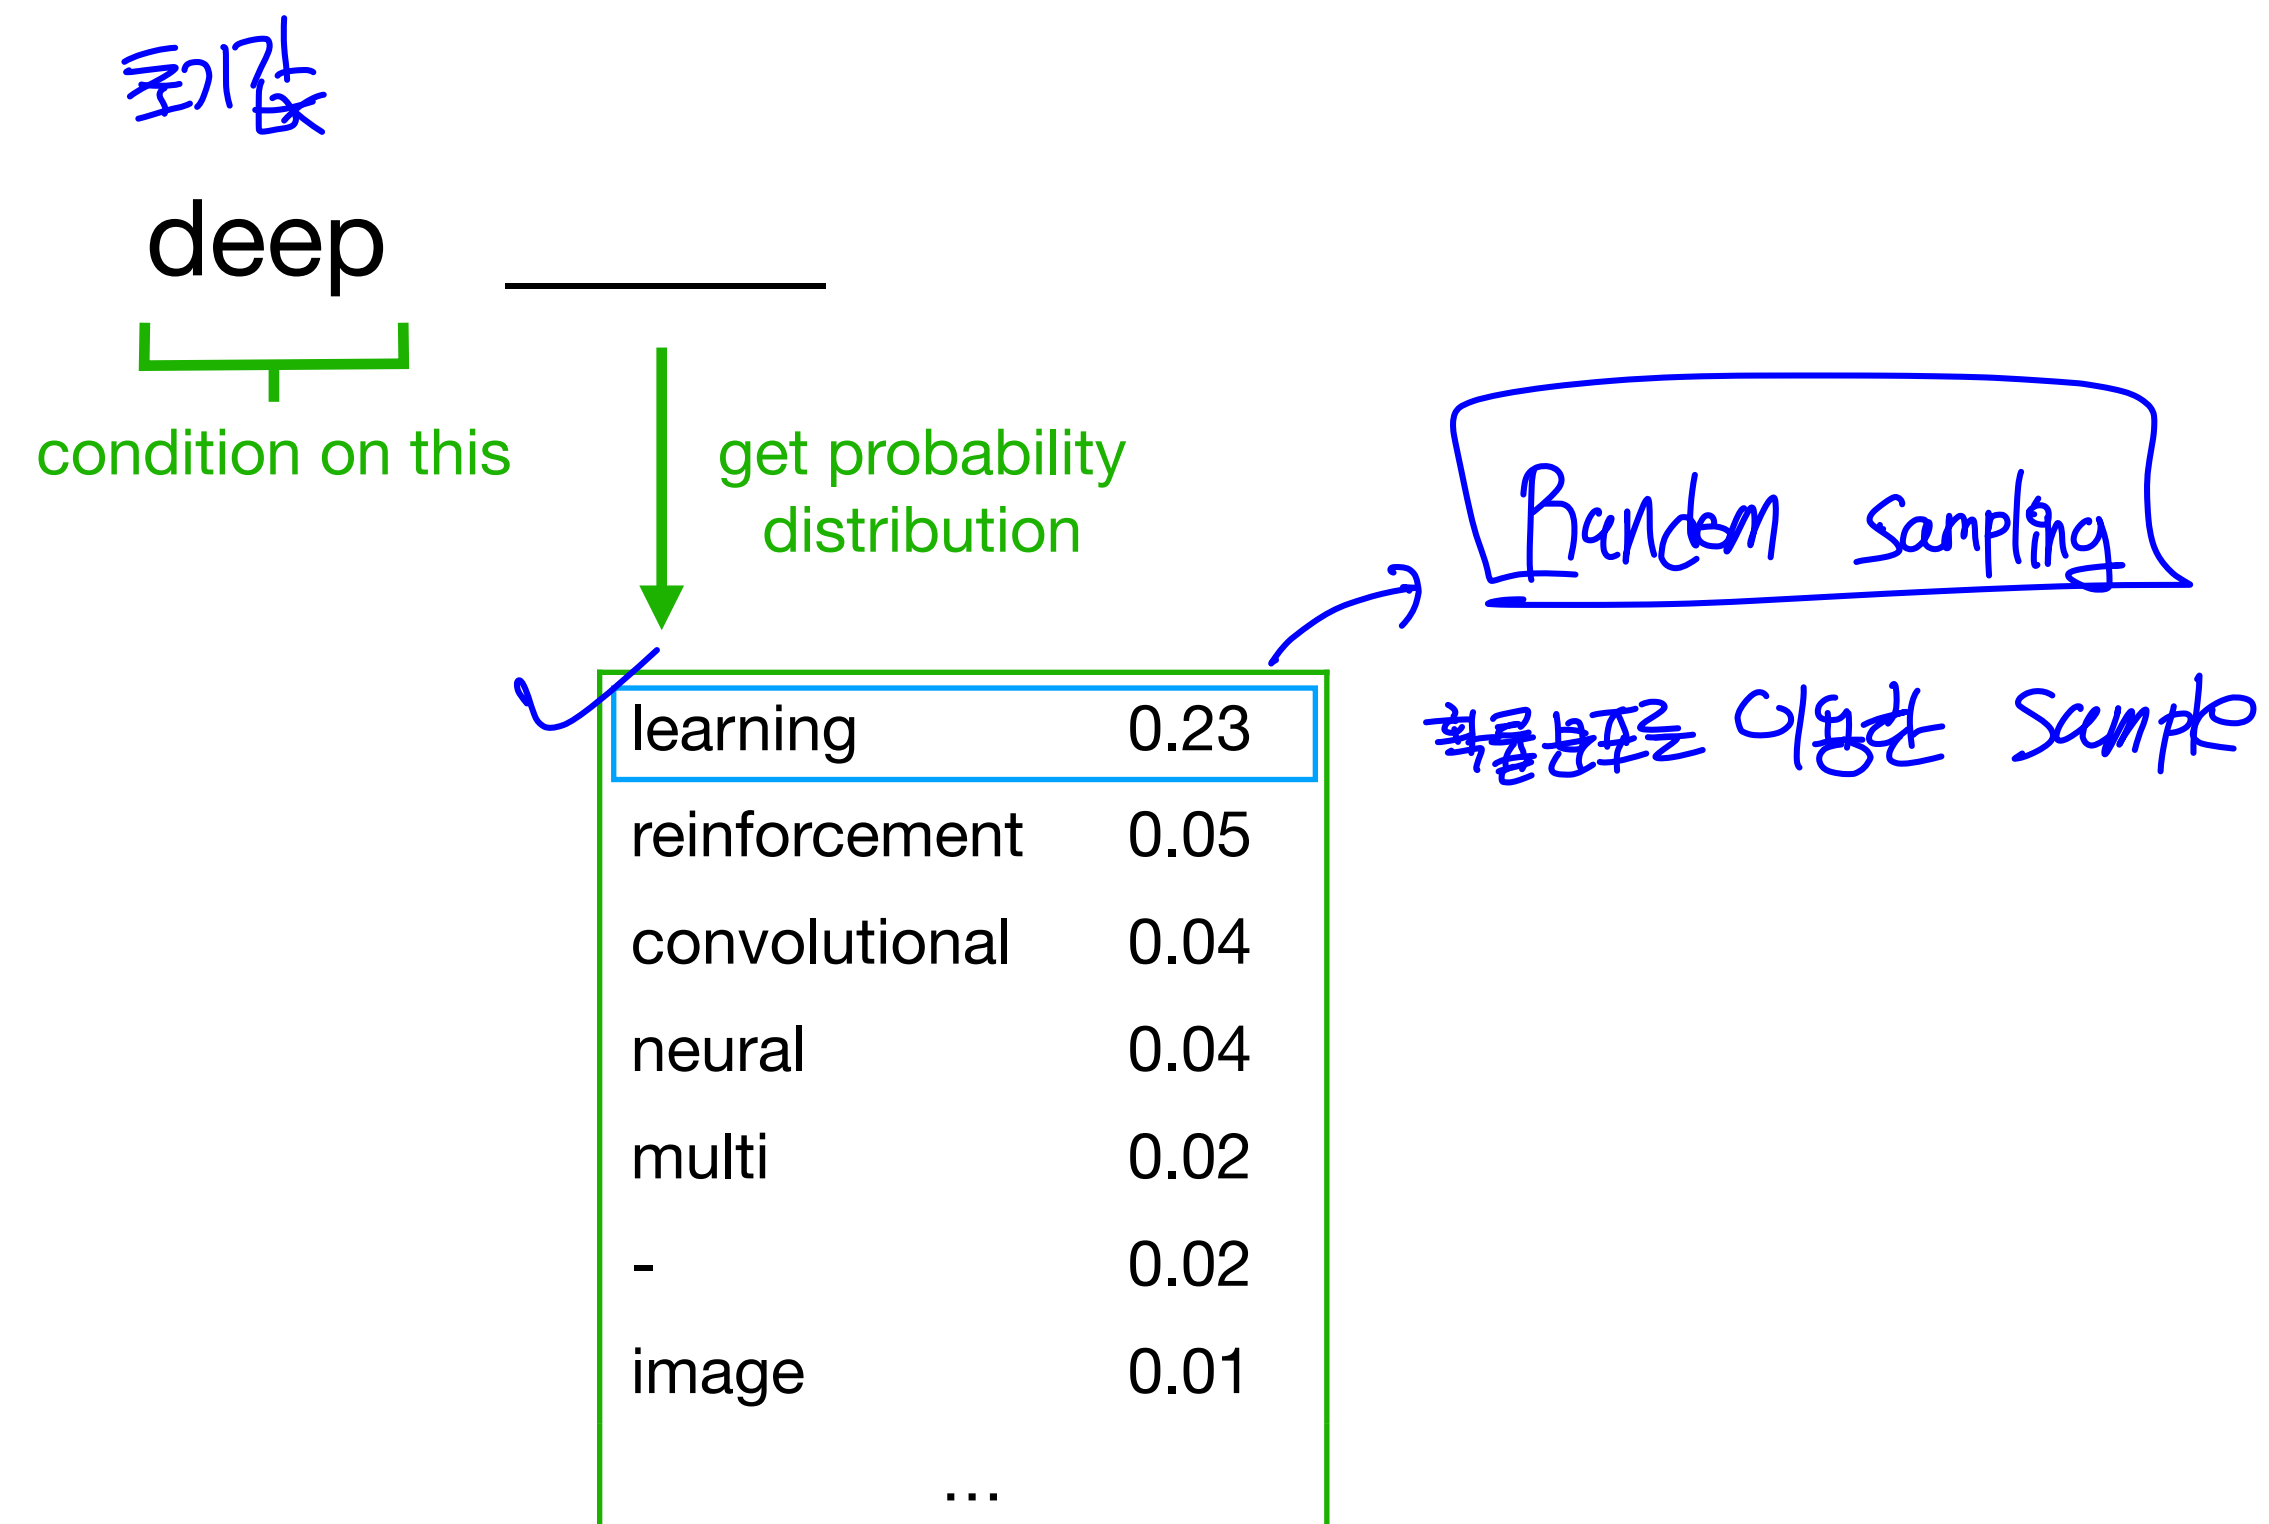 초기값
deep
condition on this
get probability
distribution
Random Sampling
learning 0.23
확률분포를 이용한 Sample
reinforcement 0.05
convolutional 0.04
neural 0.04
multi 0.02
- 0.02
image 0.01
...